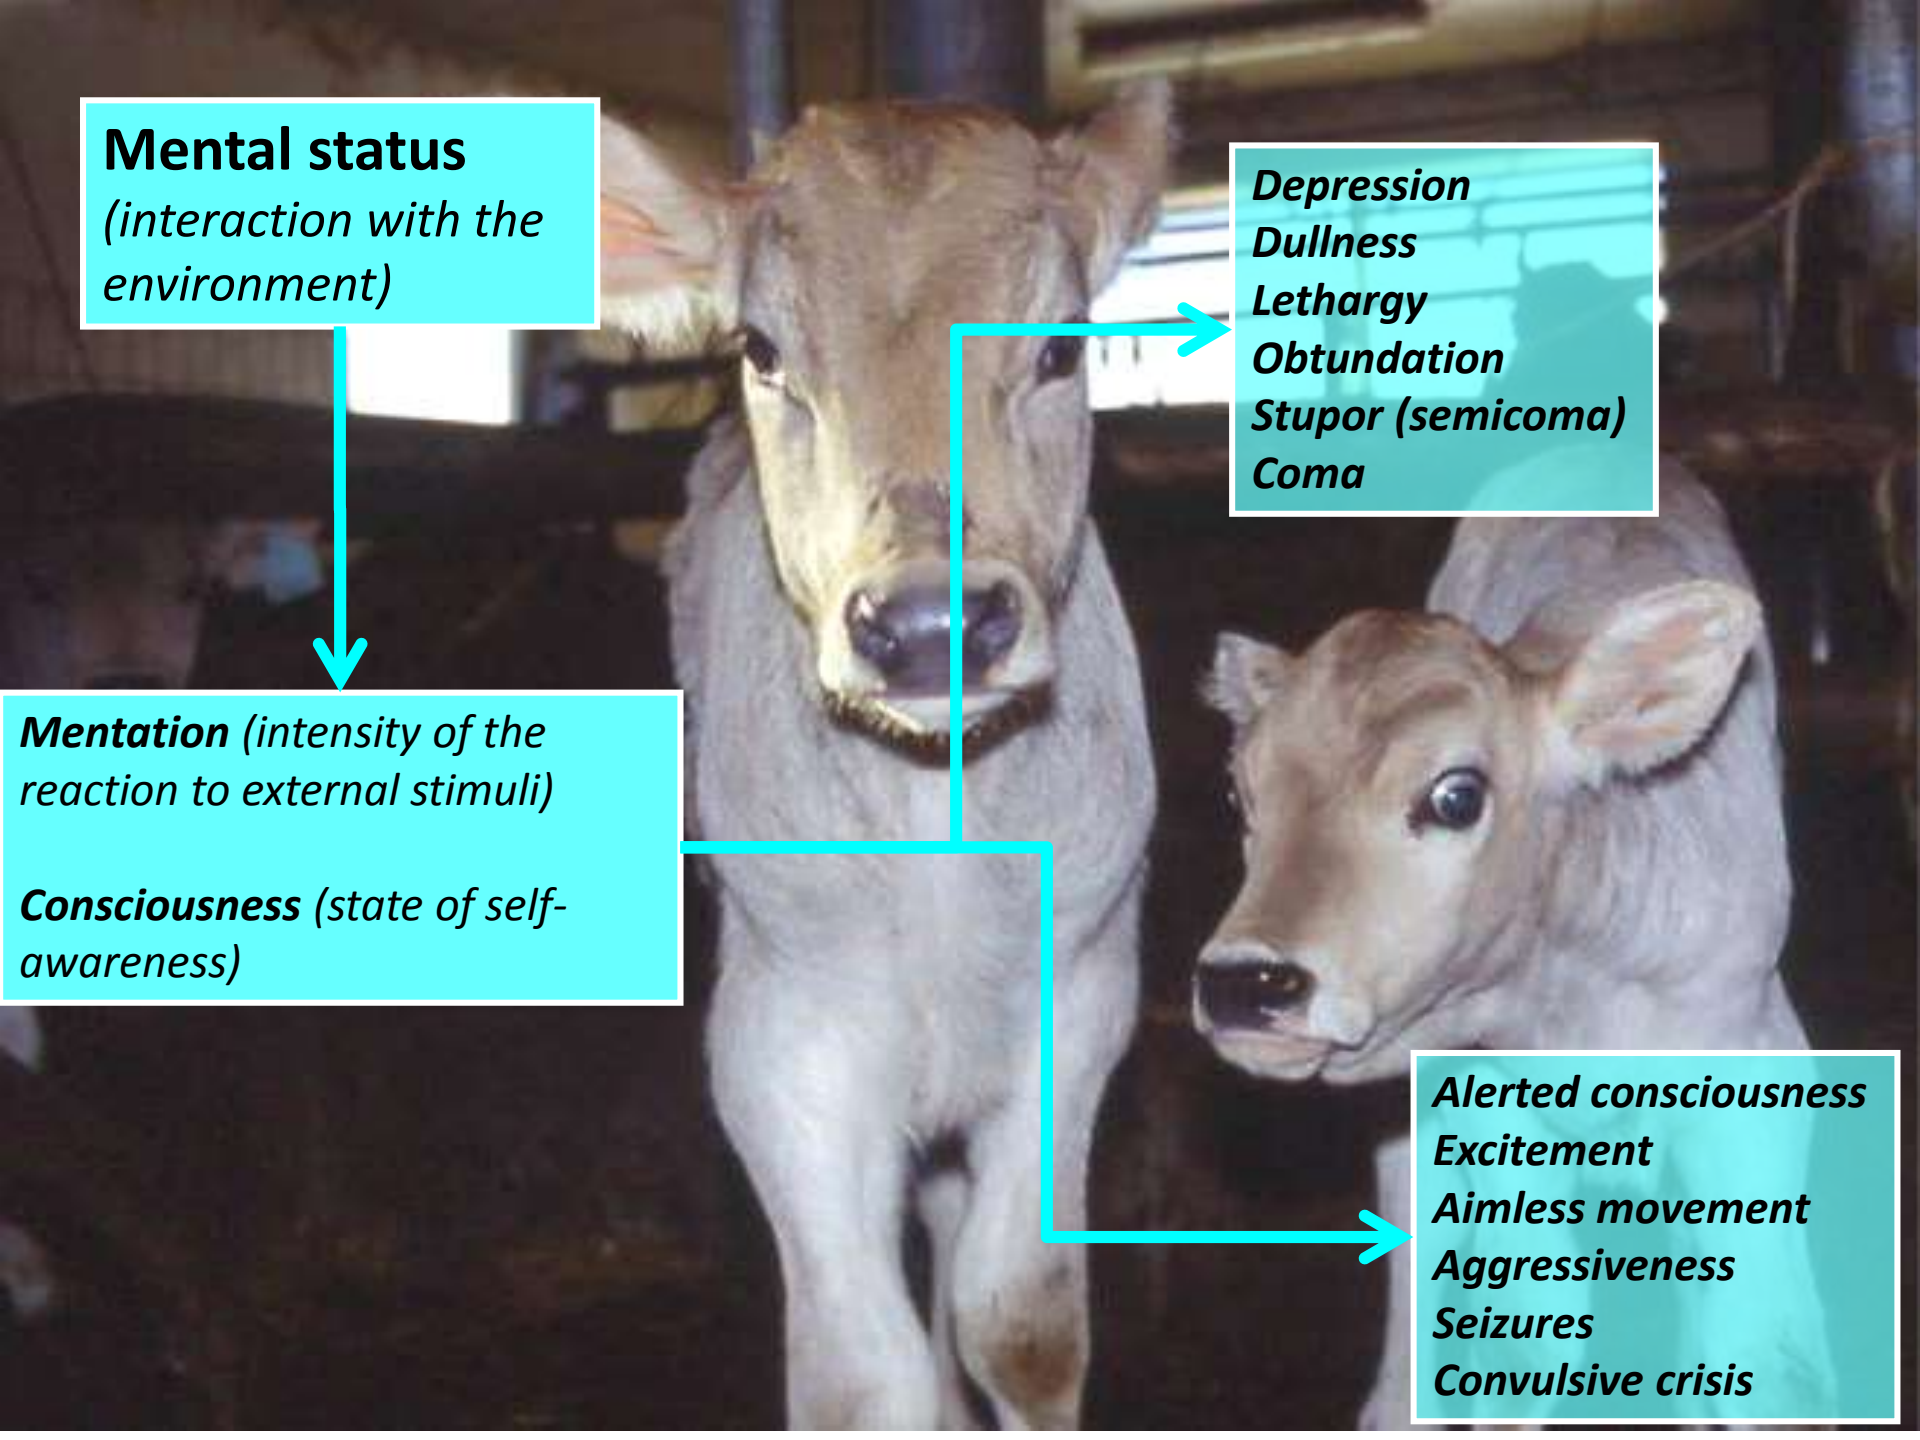 Mental status
(interaction with the
environment)
Depression
Dullness
Lethargy
Obtundation
Stupor (semicoma)
Coma
Mentation (intensity of the
reaction to external stimuli)
Consciousness (state of self-
awareness)
Alerted consciousness
Excitement
Aimless movement
Aggressiveness
Seizures
Convulsive crisis